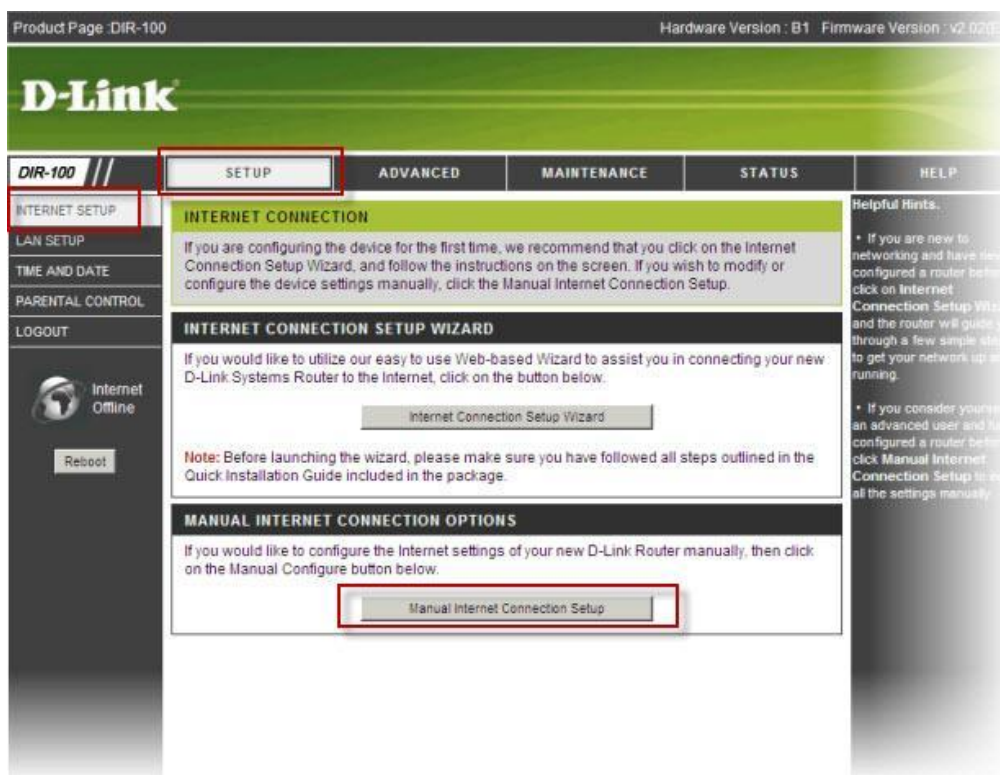 Product Page :DIR-100
Hardware Version : B1 Firmware Version : v2.02
D-Link
DIR-100
SETUP
ADVANCED
MAINTENANCE
STATUS
HELP
INTERNET SETUP
LAN SETUP
TIME AND DATE
PARENTAL CONTROL
LOGOUT
Internet
Offline
Reboot
INTERNET CONNECTION
If you are configuring the device for the first time, we recommend that you click on the Internet
Connection Setup Wizard, and follow the instructions on the screen. If you wish to modify or
configure the device settings manually, click the Manual Internet Connection Setup.
INTERNET CONNECTION SETUP WIZARD
If you would like to utilize our easy to use Web-based Wizard to assist you in connecting your new
D-Link Systems Router to the Internet, click on the button below.
Internet Connection Setup Wizard
Note: Before launching the wizard, please make sure you have followed all steps outlined in the
Quick Installation Guide included in the package.
MANUAL INTERNET CONNECTION OPTIONS
If you would like to configure the Internet settings of your new D-Link Router manually, then click
on the Manual Configure button below.
Manual Internet Connection Setup
Helpful Hints.
• If you are new to
networking and have
configured a router
click on Internet
Connection Setup
and the router will guide
through a few simple
to get your network up
running.
• If you consider
an advanced user and
configured a router
click Manual Internet
Connection Setup to
all the settings manually.